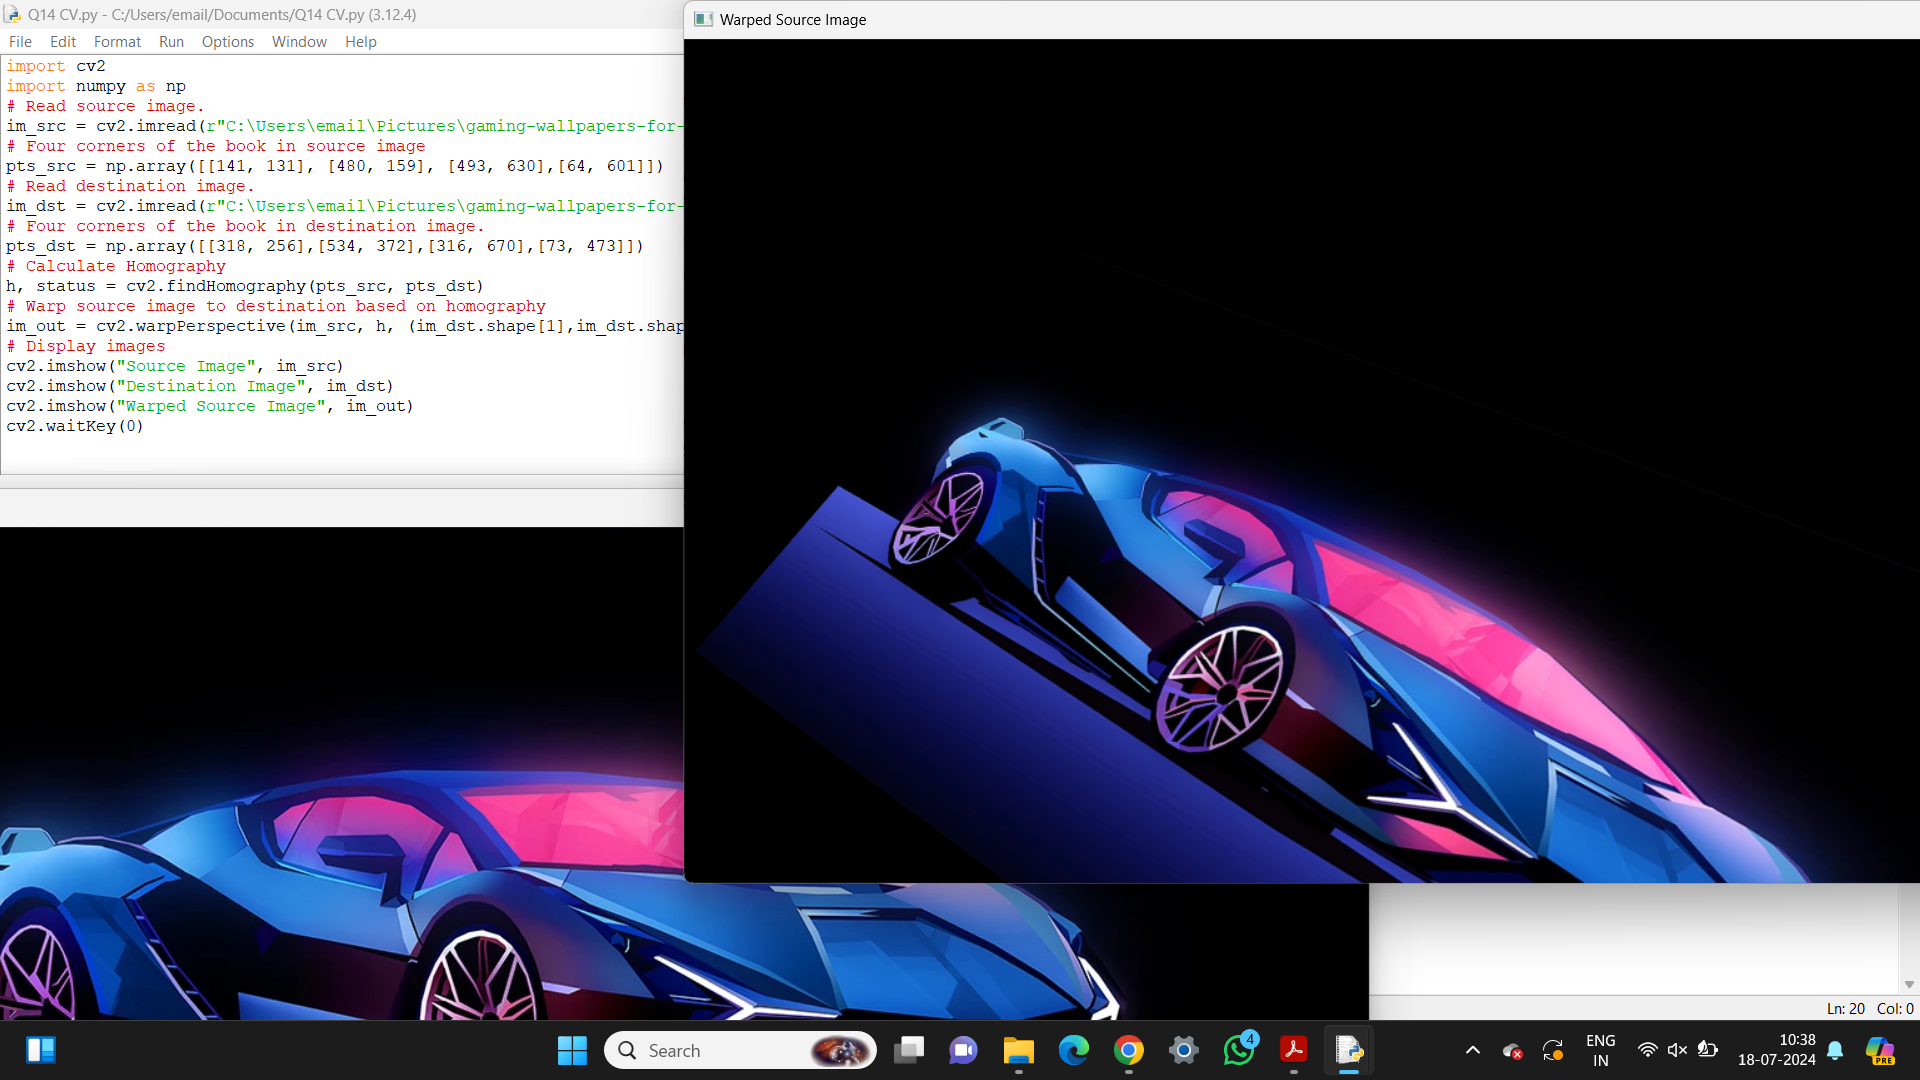 Q14 CV.py - C:/Users/email/Documents/Q14 CV.py (3.12.4)
File Edit Format Run Options Window Help
import cv2
import numpy as np
# Read source image.
im_src = cv2.imread(r"C:\Users\email\Pictures\gaming-wallpapers-for-
# Four corners of the book in source image
pts_src = np.array([[141, 131], [480, 159], [493, 630],[64, 601]])
# Read destination image.
im_dst = cv2.imread(r"C:\Users\email\Pictures\gaming-wallpapers-for-
# Four corners of the book in destination image.
pts_dst = np.array([[318, 256],[534, 372],[316, 670],[73, 473]])
# Calculate Homography
h, status = cv2.findHomography(pts_src, pts_dst)
# Warp source image to destination based on homography
im_out = cv2.warpPerspective(im_src, h, (im_dst.shape[1],im_dst.shap
# Display images
cv2.imshow("Source Image", im_src)
cv2.imshow("Destination Image", im_dst)
cv2.imshow("Warped Source Image", im_out)
cv2.waitKey(0)
Warped Source Image
Ln: 20 Col: 0
Search
4
ENG
IN
10:38
18-07-2024
PRE